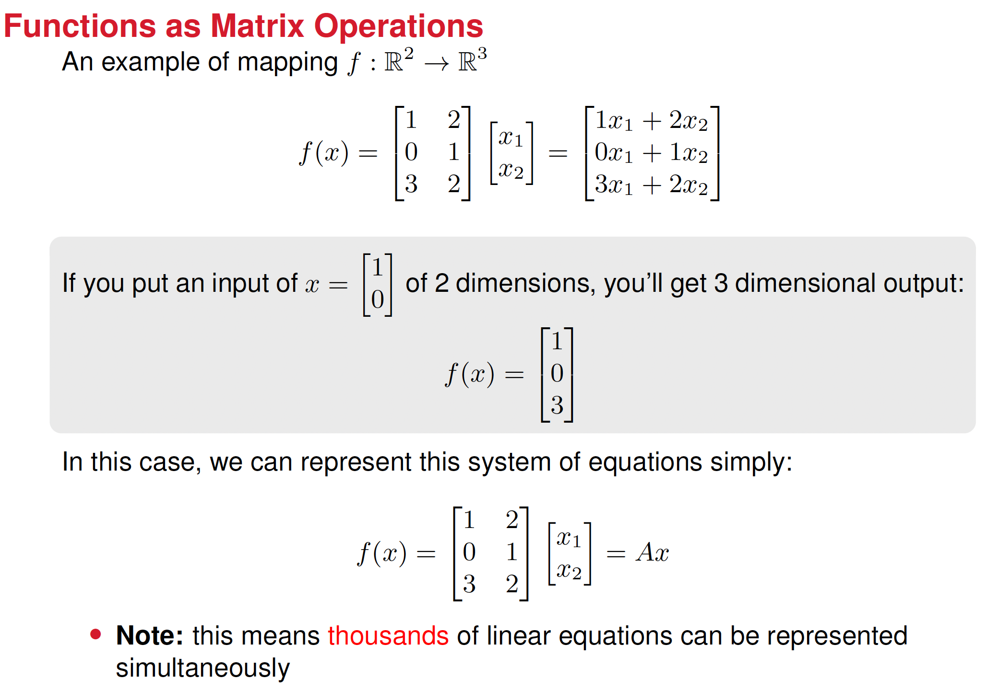 Functions as Matrix Operations
An example of mapping $f : \mathbb{R}^2 \to \mathbb{R}^3$
$f(x) = \begin{bmatrix} 1 & 2 \\ 0 & 1 \\ 3 & 2 \end{bmatrix} \begin{bmatrix} x_1 \\ x_2 \end{bmatrix} = \begin{bmatrix} 1x_1 + 2x_2 \\ 0x_1 + 1x_2 \\ 3x_1 + 2x_2 \end{bmatrix}$
If you put an input of $x = \begin{bmatrix} 1 \\ 0 \end{bmatrix}$ of 2 dimensions, you'll get 3 dimensional output:
$f(x) = \begin{bmatrix} 1 \\ 0 \\ 3 \end{bmatrix}$
In this case, we can represent this system of equations simply:
$f(x) = \begin{bmatrix} 1 & 2 \\ 0 & 1 \\ 3 & 2 \end{bmatrix} \begin{bmatrix} x_1 \\ x_2 \end{bmatrix} = Ax$
• Note: this means thousands of linear equations can be represented
simultaneously